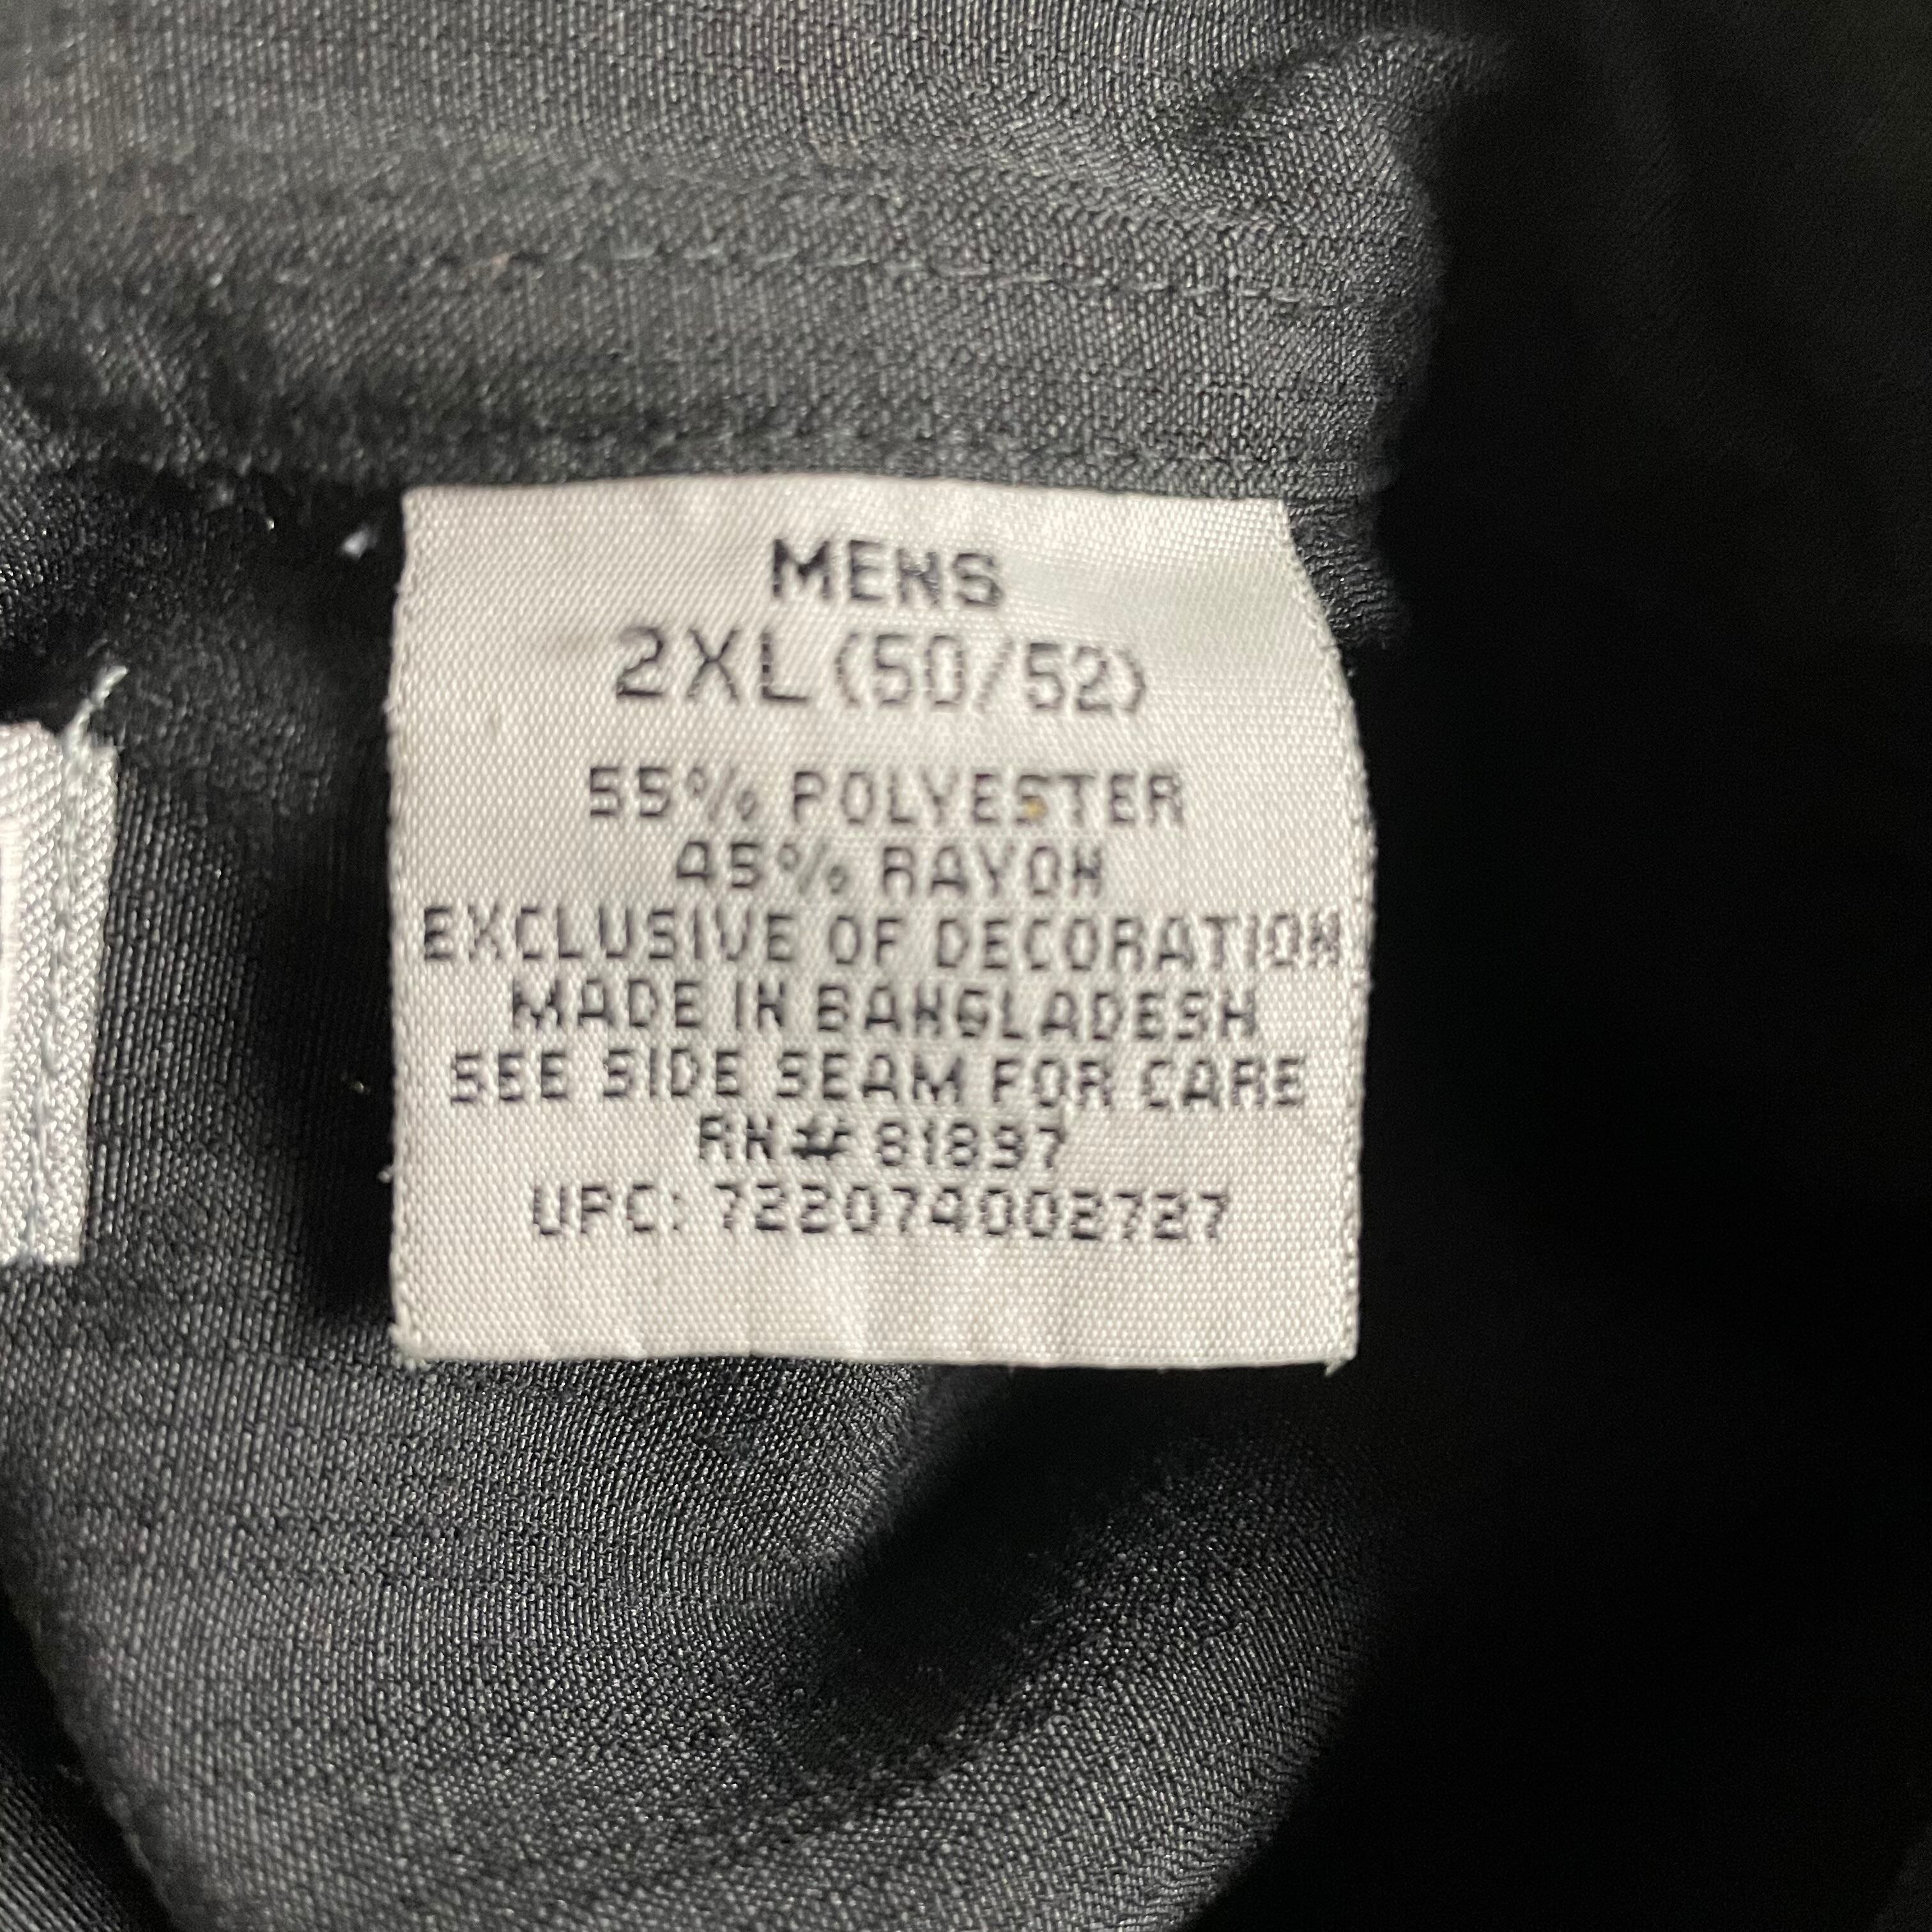 MENS
2XL (50/52)
55% POLYESTER
45% RAYON
EXCLUSIVE OF DECORATION
MADE IN BANGLADESH
SEE SIDE SEAM FOR CARE
RN# 81897
UPC: 722074002727